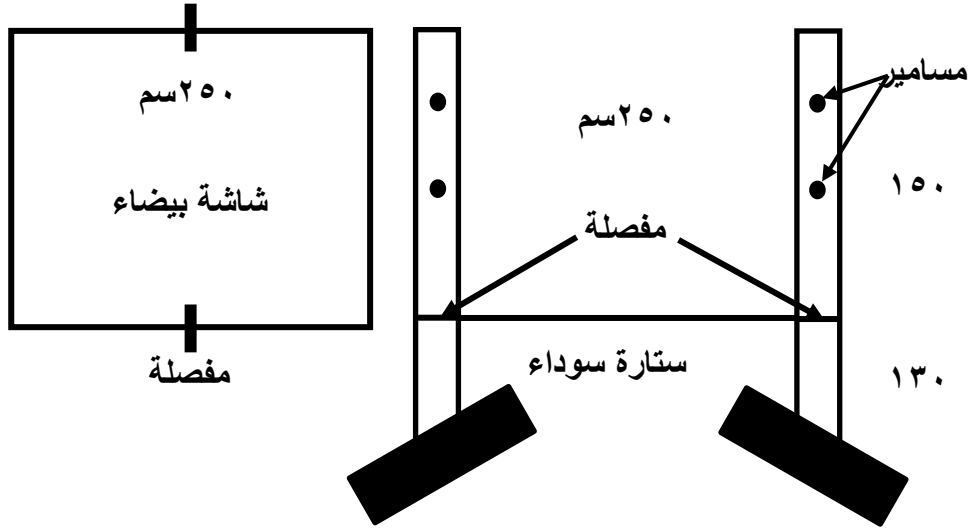 مسامير
٢٥٠سم
٢٥٠سم
١٥٠
شاشة بيضاء
مفصلة
ستارة سوداء
مفصلة
١٣٠